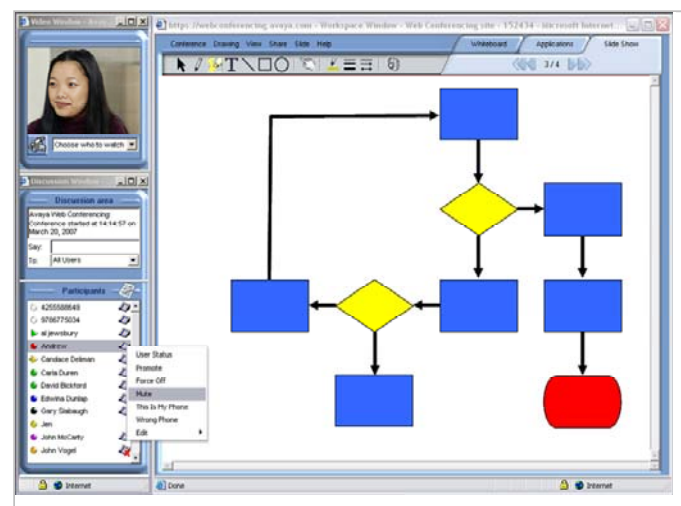 Video Window - Avay
https://webconferencing.avaya.com - Workspace Window - Web Conferencing site - 152434 - Microsoft Internet...
Conference Drawing View Share Slide Help
Whiteboard Applications Slide Show
T
3/4
Choose who to watch
Discussion Window -
Discussion area
Avaya Web Conferencing
Conference started at 14:14:57 on
March 20, 2007
Say:
To: All Users
Participants
4255588649
9786775034
al jewsbury
Andrew
Candace Deliman
Carla Duren
David Bickford
Edwina Dunlap
Gary Slabaugh
Jen
John McCarty
John Vogel
User Status
Promote
Force Off
Mute
This Is My Phone
Wrong Phone
Edit
Internet
Done
Internet